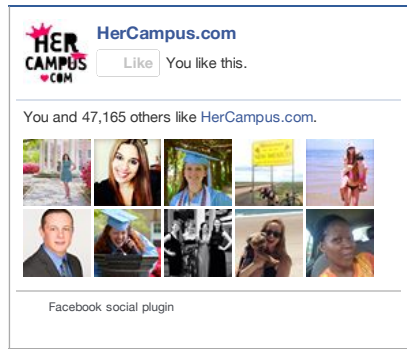 HER
CAMPUS
COM
HerCampus.com
Like You like this.
You and 47,165 others like HerCampus.com.
Facebook social plugin